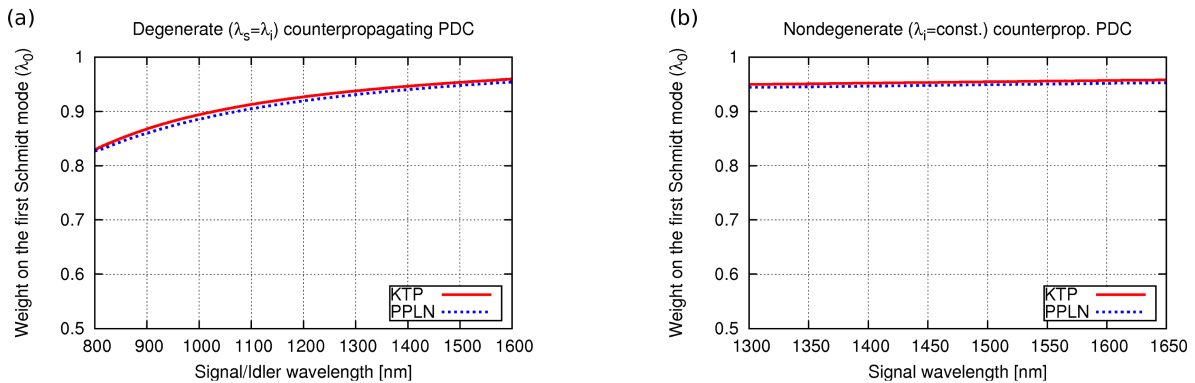 (a)
Degenerate (λs=λi) counterpropagating PDC
Weight on the first Schmidt mode (λ0)
1
0.9
0.8
0.7
0.6
0.5
KTP
PPLN
800 900 1000 1100 1200 1300 1400 1500 1600
Signal/Idler wavelength [nm]
(b)
Nondegenerate (λi=const.) counterprop. PDC
Weight on the first Schmidt mode (λ0)
1
0.9
0.8
0.7
0.6
0.5
KTP
PPLN
1300 1350 1400 1450 1500 1550 1600 1650
Signal wavelength [nm]